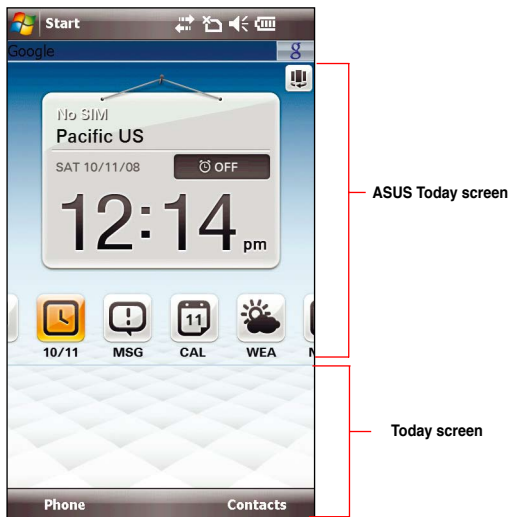 Start
Google
g
No SIM
Pacific US
SAT 10/11/08
OFF
12:14 pm
ASUS Today screen
11
10/11 MSG CAL WEA N
Today screen
Phone Contacts